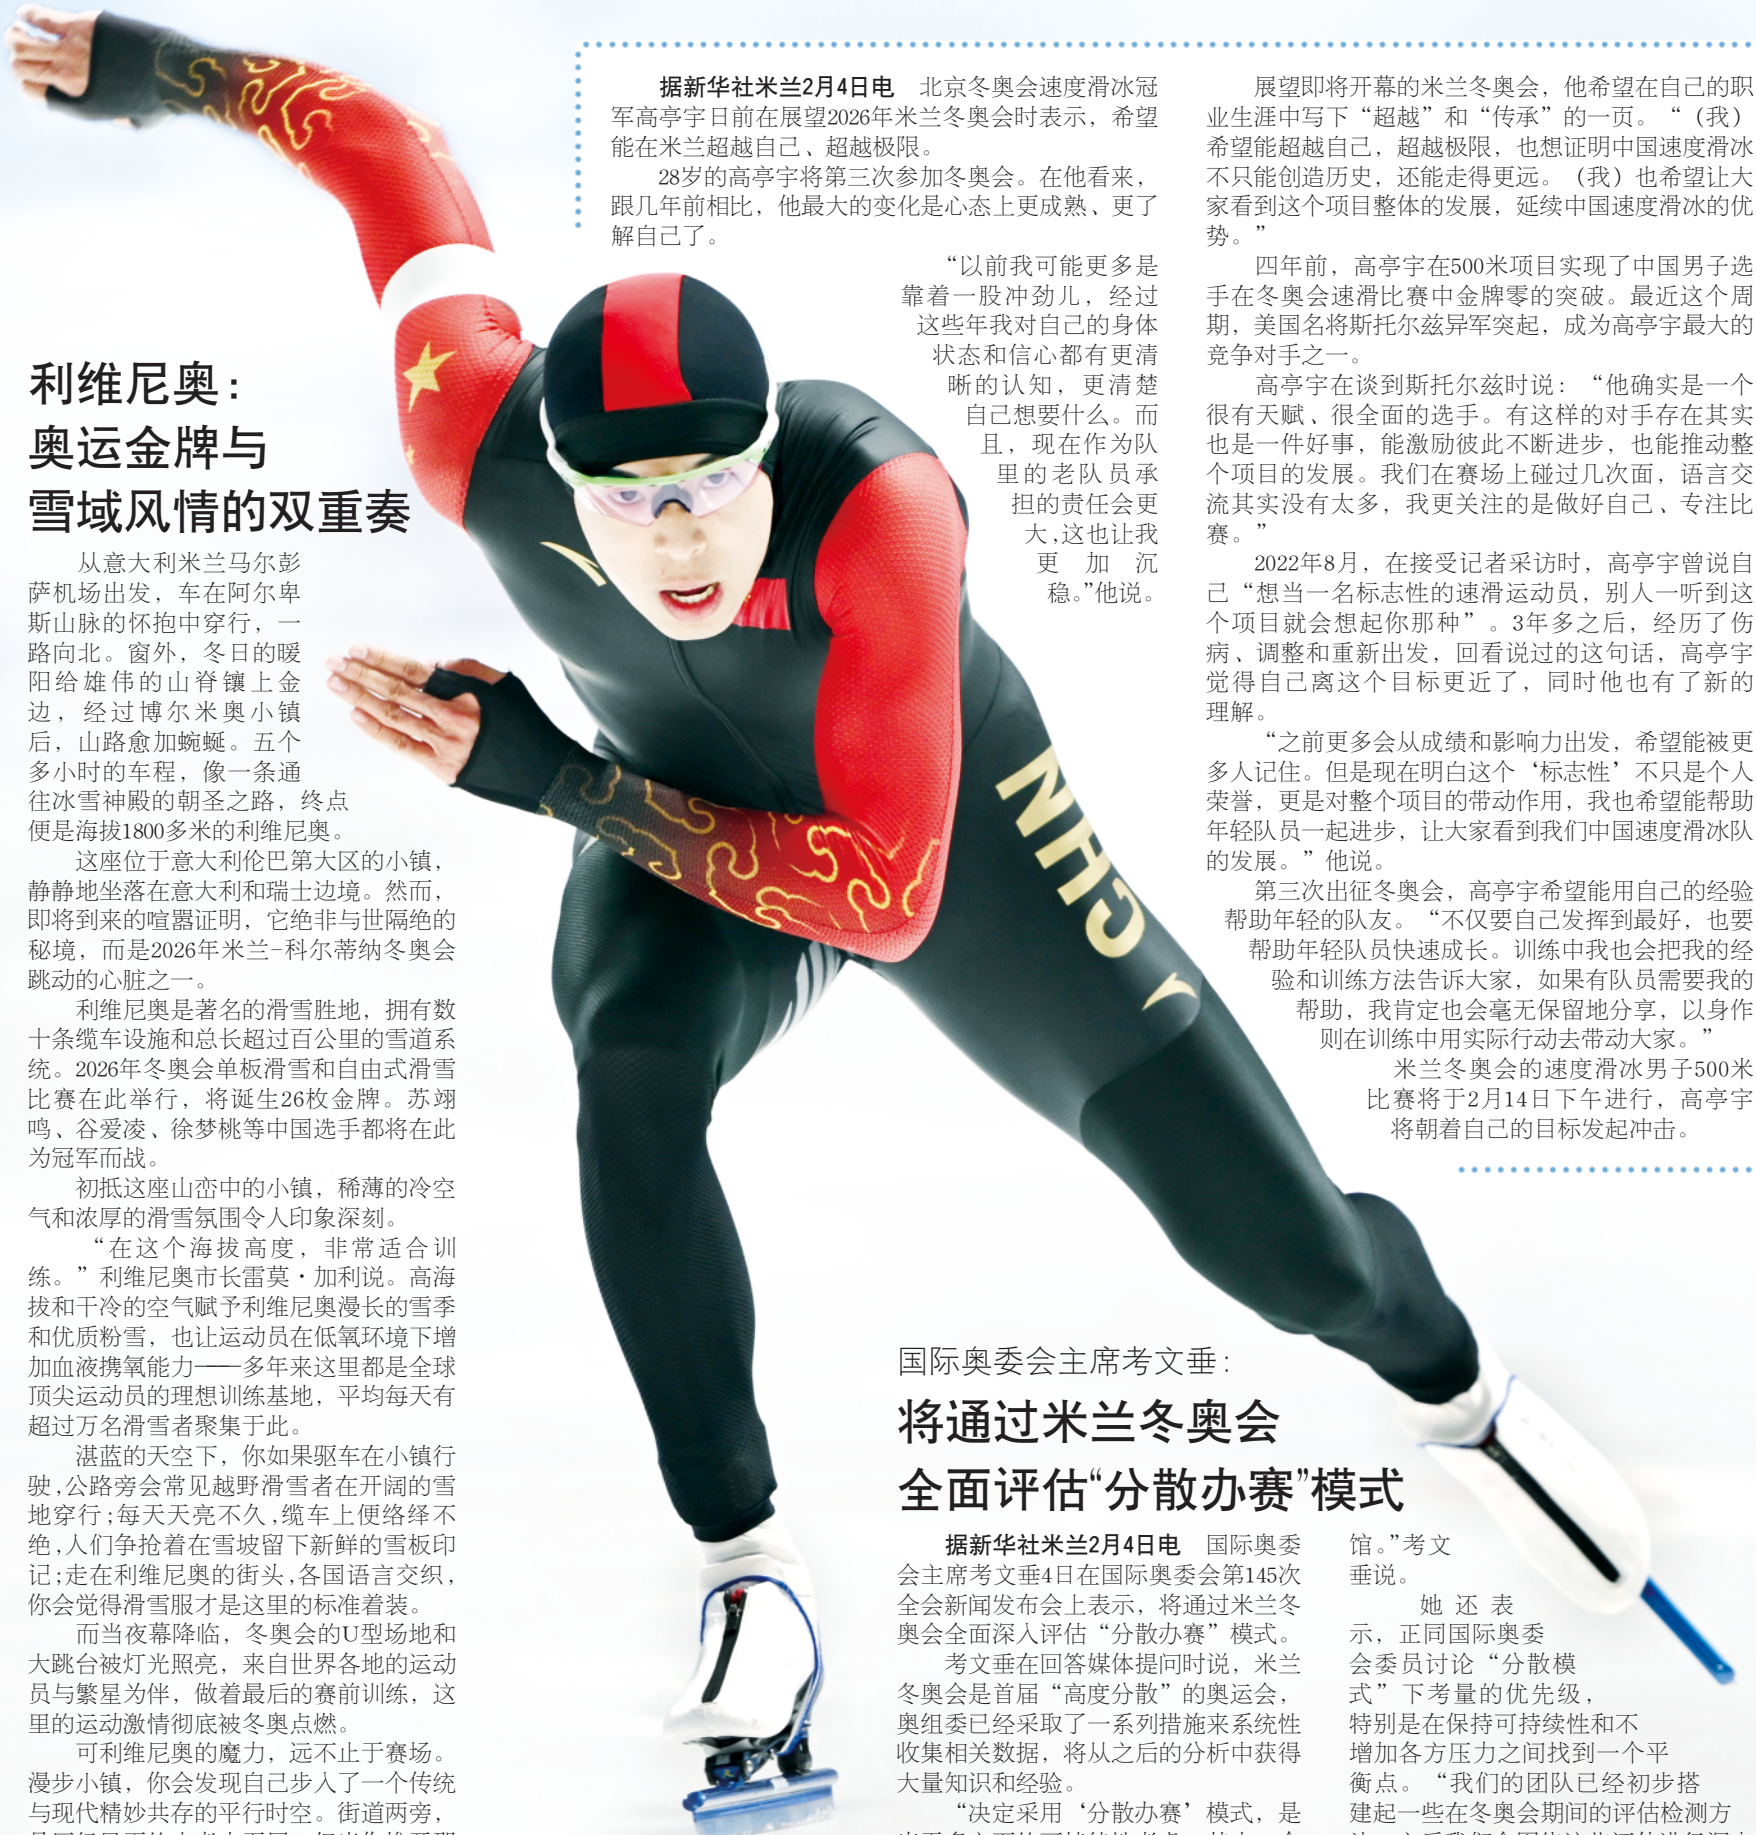 据新华社米兰2月4日电 北京冬奥会速度滑冰冠
军高亭宇日前在展望2026年米兰冬奥会时表示，希望
能在米兰超越自己、超越极限。
28岁的高亭宇将第三次参加冬奥会。在他看来，
跟几年前相比，他最大的变化是心态上更成熟、更了
解自己了。
“以前我可能更多是
靠着一股冲劲儿，经过
这些年我对自己的身体
状态和信心都有更清
晰的认知，更清楚
自己想要什么。而
且，现在作为队
里的老队员承
担的责任会更
大，这也让我
更加沉
稳。”他说。
展望即将开幕的米兰冬奥会，他希望在自己的职
业生涯中写下“超越”和“传承”的一页。“（我）
希望能超越自己，超越极限，也想证明中国速度滑冰
不只能创造历史，还能走得更远。（我）也希望让大
家看到这个项目整体的发展，延续中国速度滑冰的优
势。”
四年前，高亭宇在500米项目实现了中国男子选
手在冬奥会速滑比赛中金牌零的突破。最近这个周
期，美国名将斯托尔兹异军突起，成为高亭宇最大的
竞争对手之一。
高亭宇在谈到斯托尔兹时说：“他确实是一个
很有天赋、很全面的选手。有这样的对手存在其实
也是一件好事，能激励彼此不断进步，也能推动整
个项目的发展。我们在赛场上碰过几次面，语言交
流其实没有太多，我更关注的是做好自己、专注比
赛。”
2022年8月，在接受记者采访时，高亭宇曾说自
己“想当一名标志性的速滑运动员，别人一听到这
个项目就会想起你那种”。3年多之后，经历了伤
病、调整和重新出发，回看说过的这句话，高亭宇
觉得自己离这个目标更近了，同时他也有了新的
理解。
“之前更多会从成绩和影响力出发，希望能被更
多人记住。但是现在明白这个‘标志性’不只是个人
荣誉，更是对整个项目的带动作用，我也希望能帮助
年轻队员一起进步，让大家看到我们中国速度滑冰队
的发展。”他说。
第三次出征冬奥会，高亭宇希望能用自己的经验
帮助年轻的队友。“不仅要自己发挥到最好，也要
帮助年轻队员快速成长。训练中我也会把我的经
验和训练方法告诉大家，如果有队员需要我的
帮助，我肯定也会毫无保留地分享，以身作
则在训练中用实际行动去带动大家。”
米兰冬奥会的速度滑冰男子500米
比赛将于2月14日下午进行，高亭宇
将朝着自己的目标发起冲击。
CHN
利维尼奥：
奥运金牌与
雪域风情的双重奏
从意大利米兰马尔彭
萨机场出发，车在阿尔卑
斯山脉的怀抱中穿行，一
路向北。窗外，冬日的暖
阳给雄伟的山脊镶上金
边，经过博尔米奥小镇
后，山路愈加蜿蜒。五个
多小时的车程，像一条通
往冰雪神殿的朝圣之路，终点
便是海拔1800多米的利维尼奥。
这座位于意大利伦巴第大区的小镇，
静静地坐落在意大利和瑞士边境。然而，
即将到来的喧嚣证明，它绝非与世隔绝的
秘境，而是2026年米兰-科尔蒂纳冬奥会
跳动的心脏之一。
利维尼奥是著名的滑雪胜地，拥有数
十条缆车设施和总长超过百公里的雪道系
统。2026年冬奥会单板滑雪和自由式滑雪
比赛在此举行，将诞生26枚金牌。苏翊
鸣、谷爱凌、徐梦桃等中国选手都将在此
为冠军而战。
初抵这座山峦中的小镇，稀薄的冷空
气和浓厚的滑雪氛围令人印象深刻。
“在这个海拔高度，非常适合训
练。”利维尼奥市长雷莫·加利说。高海
拔和干冷的空气赋予利维尼奥漫长的雪季
和优质粉雪，也让运动员在低氧环境下增
加血液携氧能力——多年来这里都是全球
顶尖运动员的理想训练基地，平均每天有
超过万名滑雪者聚集于此。
湛蓝的天空下，你如果驱车在小镇行
驶，公路旁会常见越野滑雪者在开阔的雪
地穿行；每天天亮不久，缆车上便络绎不
绝，人们争抢着在雪坡留下新鲜的雪板印
记；走在利维尼奥的街头，各国语言交织，
你会觉得滑雪服才是这里的标准着装。
而当夜幕降临，冬奥会的U型场地和
大跳台被灯光照亮，来自世界各地的运动
员与繁星为伴，做着最后的赛前训练，这
里的运动激情彻底被冬奥点燃。
可利维尼奥的魔力，远不止于赛场。
漫步小镇，你会发现自己步入了一个传统
与现代精妙共存的平行时空。街道两旁，
国际奥委会主席考文垂：
将通过米兰冬奥会
全面评估“分散办赛”模式
据新华社米兰2月4日电 国际奥委
会主席考文垂4日在国际奥委会第145次
全会新闻发布会上表示，将通过米兰冬
奥会全面深入评估“分散办赛”模式。
考文垂在回答媒体提问时说，米兰
冬奥会是首届“高度分散”的奥运会，
奥组委已经采取了一系列措施来系统性
收集相关数据，将从之后的分析中获得
大量知识和经验。
“决定采用‘分散办赛’模式，是
馆。”考文
垂说。
她还表
示，正同国际奥委
会委员讨论“分散模
式”下考量的优先级，
特别是在保持可持续性和不
增加各方压力之间找到一个平
衡点。“我们的团队已经初步搭
建起一些在冬奥会期间的评估检测方